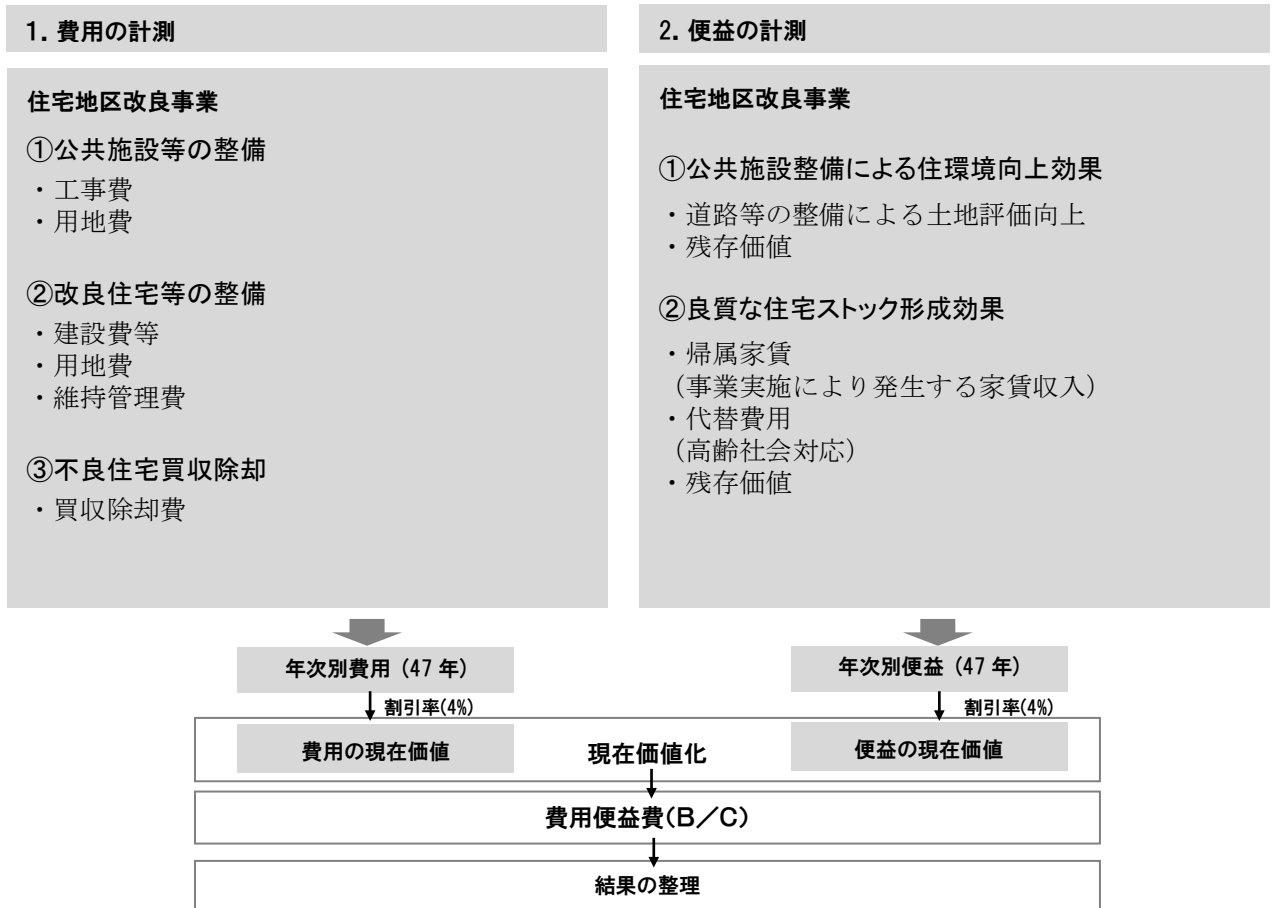 1. 費用の計測
住宅地区改良事業
①公共施設等の整備
・工事費
・用地費
②改良住宅等の整備
・建設費等
・用地費
・維持管理費
③不良住宅買収除却
・買収除却費
2. 便益の計測
住宅地区改良事業
①公共施設整備による住環境向上効果
・道路等の整備による土地評価向上
・残存価値
②良質な住宅ストック形成効果
・帰属家賃
(事業実施により発生する家賃収入)
・代替費用
(高齢社会対応)
・残存価値
年次別費用(47年)
割引率(4%)
費用の現在価値
年次別便益(47年)
割引率(4%)
便益の現在価値
現在価値化
費用便益費(B/C)
結果の整理